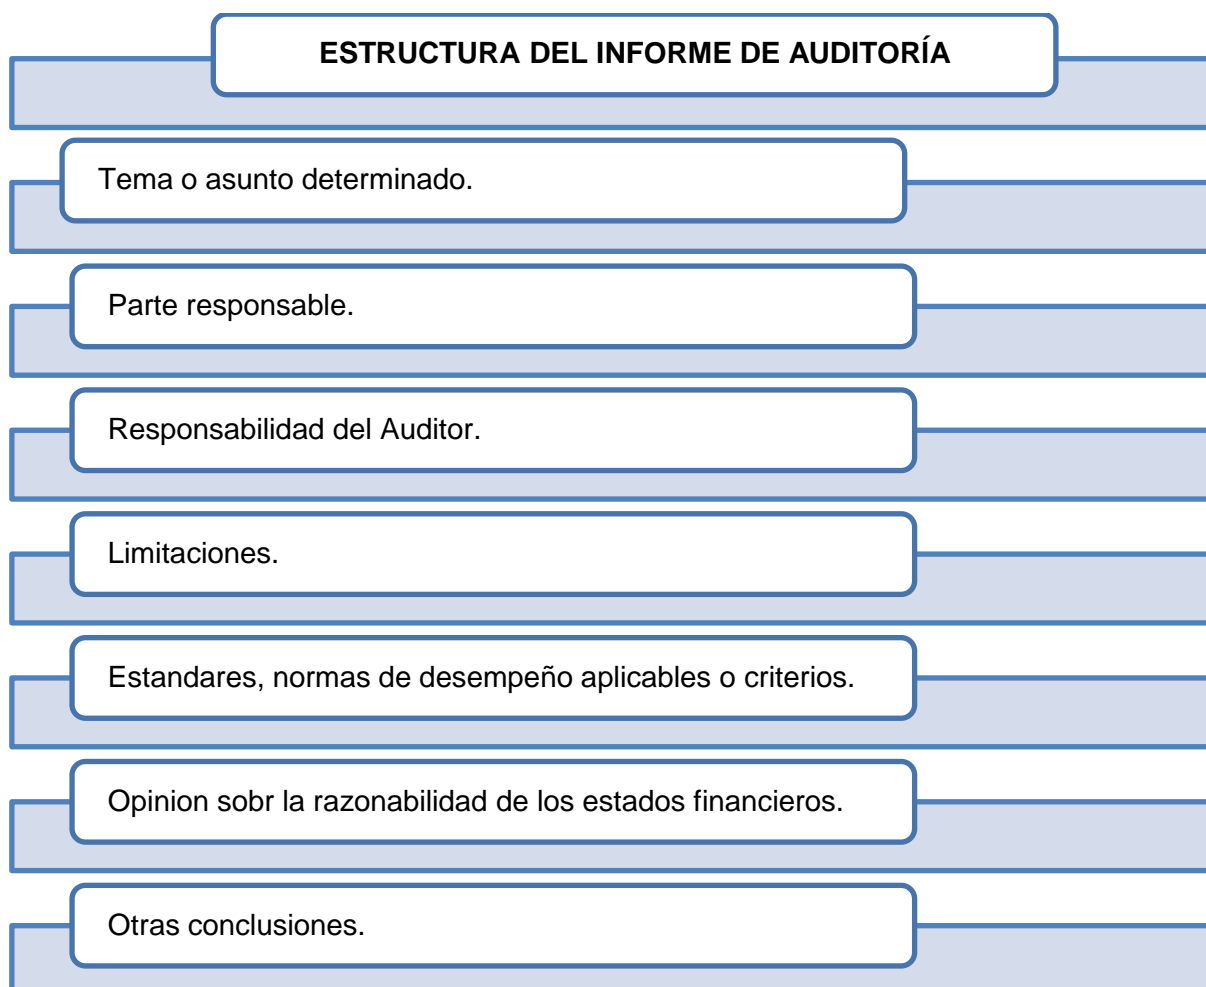 ESTRUCTURA DEL INFORME DE AUDITORÍA
Tema o asunto determinado.
Parte responsable.
Responsabilidad del Auditor.
Limitaciones.
Estandares, normas de desempeño aplicables o criterios.
Opinion sobr la razonabilidad de los estados financieros.
Otras conclusiones.